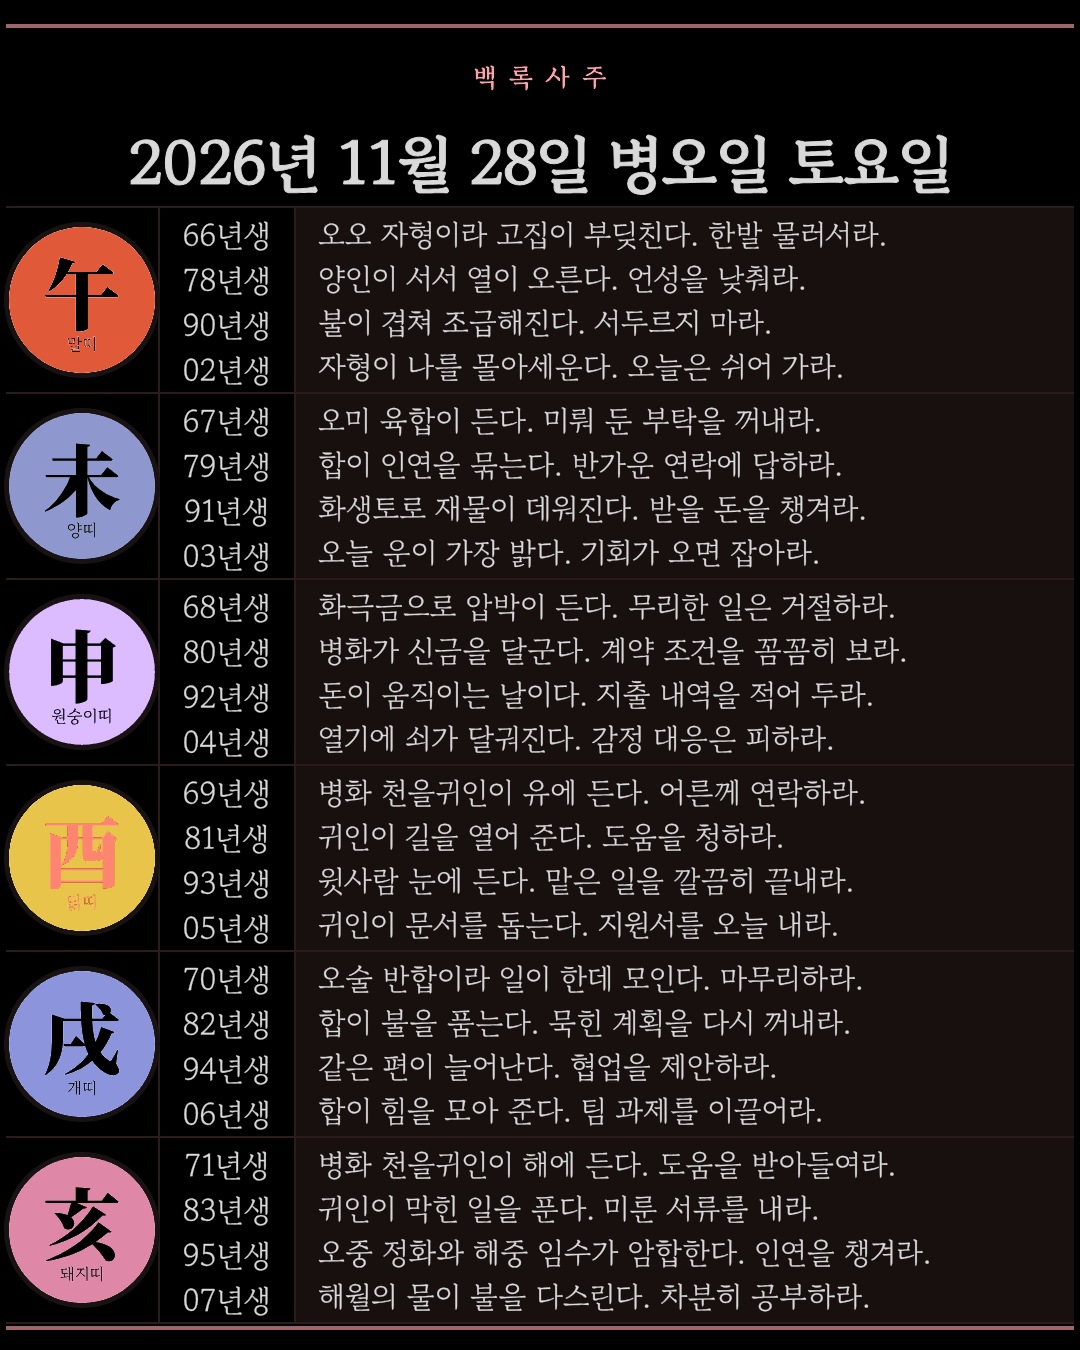 백록사주
2026년 11월 28일 병오일 토요일
午
말띠
66년생 오오 자형이라 고집이 부딪친다. 한발 물러서라.
78년생 양인이 서서 열이 오른다. 언성을 낮춰라.
90년생 불이 겹쳐 조급해진다. 서두르지 마라.
02년생 자형이 나를 몰아세운다. 오늘은 쉬어 가라.
未
양띠
67년생 오미 육합이 든다. 미뤄 둔 부탁을 꺼내라.
79년생 합이 인연을 묶는다. 반가운 연락에 답하라.
91년생 화생토로 재물이 데워진다. 받을 돈을 챙겨라.
03년생 오늘 운이 가장 밝다. 기회가 오면 잡아라.
申
원숭이띠
68년생 화극금으로 압박이 든다. 무리한 일은 거절하라.
80년생 병화가 신금을 달군다. 계약 조건을 꼼꼼히 보라.
92년생 돈이 움직이는 날이다. 지출 내역을 적어 두라.
04년생 열기에 쇠가 달궈진다. 감정 대응은 피하라.
酉
닭띠
69년생 병화 천을귀인이 유에 든다. 어른께 연락하라.
81년생 귀인이 길을 열어 준다. 도움을 청하라.
93년생 윗사람 눈에 든다. 맡은 일을 깔끔히 끝내라.
05년생 귀인이 문서를 돕는다. 지원서를 오늘 내라.
戌
개띠
70년생 오술 반합이라 일이 한데 모인다. 마무리하라.
82년생 합이 불을 품는다. 묵힌 계획을 다시 꺼내라.
94년생 같은 편이 늘어난다. 협업을 제안하라.
06년생 합이 힘을 모아 준다. 팀 과제를 이끌어라.
亥
돼지띠
71년생 병화 천을귀인이 해에 든다. 도움을 받아들여라.
83년생 귀인이 막힌 일을 푼다. 미룬 서류를 내라.
95년생 오중 정화와 해중 임수가 암합한다. 인연을 챙겨라.
07년생 해월의 물이 불을 다스린다. 차분히 공부하라.